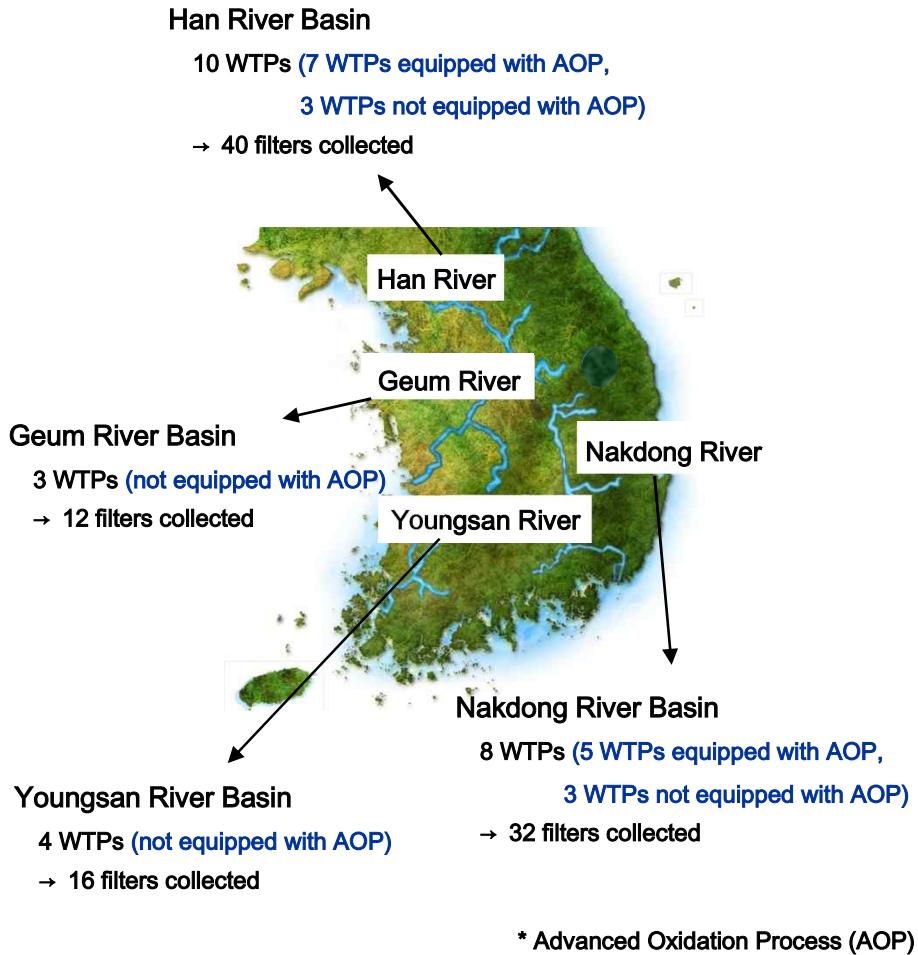 Han River Basin
10 WTPs (7 WTPs equipped with AOP,
3 WTPs not equipped with AOP)
→ 40 filters collected
Han River
Geum River
Geum River Basin
3 WTPs (not equipped with AOP)
→ 12 filters collected
Nakdong River
Youngsan River
Nakdong River Basin
8 WTPs (5 WTPs equipped with AOP,
3 WTPs not equipped with AOP)
→ 32 filters collected
Youngsan River Basin
4 WTPs (not equipped with AOP)
→ 16 filters collected
* Advanced Oxidation Process (AOP)